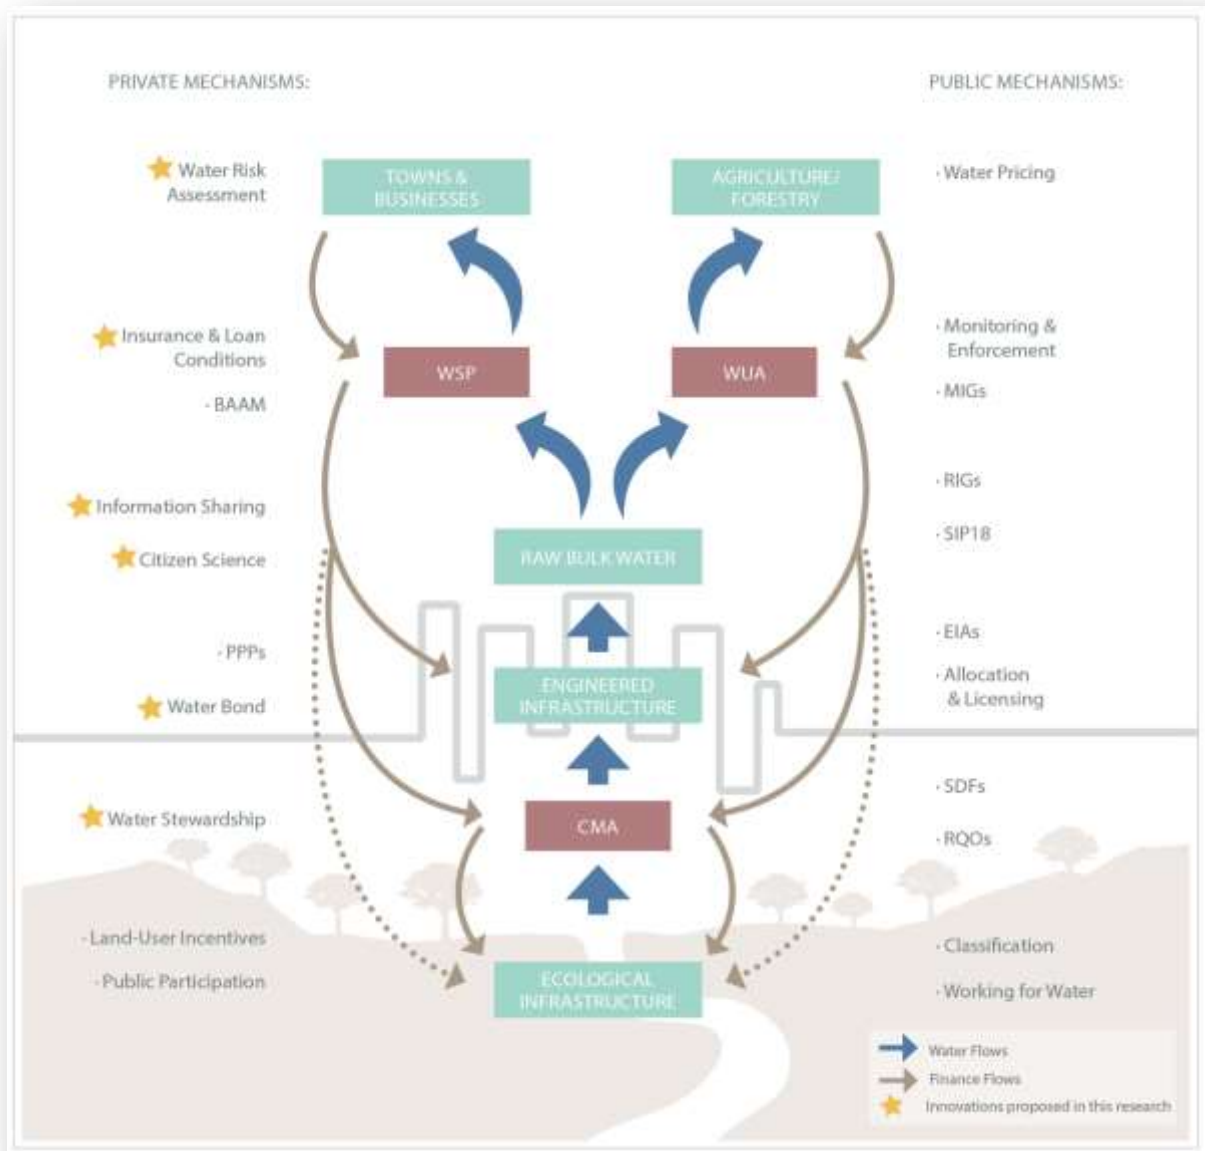 PRIVATE MECHANISMS:
PUBLIC MECHANISMS:
Water Risk
Assessment
TOWNS &
BUSINESSES
AGRICULTURE/
FORESTRY
· Water Pricing
Insurance & Loan
Conditions
· BAAM
WSP
WUA
· Monitoring &
Enforcement
· MIGs
Information Sharing
Citizen Science
RAW BULK WATER
· RIGs
· SIP18
· PPPs
Water Bond
ENGINEERED
INFRASTRUCTURE
· EIAs
· Allocation
& Licensing
Water Stewardship
CMA
· SDFs
· RQOs
· Land-User Incentives
· Public Participation
ECOLOGICAL
INFRASTRUCTURE
· Classification
· Working for Water
Water Flows
Finance Flows
Innovations proposed in this research